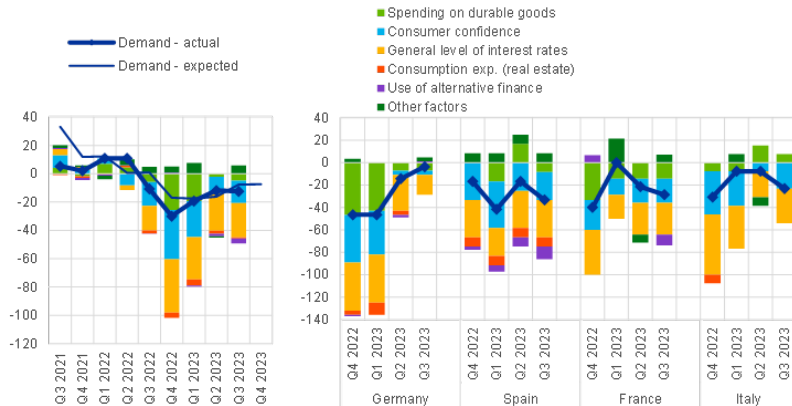 Spending on durable goods
Consumer confidence
General level of interest rates
Consumption exp. (real estate)
Use of alternative finance
Other factors
Demand - actual
Demand - expected
40
20
0
-20
-40
-60
-80
-100
-120
Q3 2021
Q4 2021
Q1 2022
Q2 2022
Q3 2022
Q4 2022
Q1 2023
Q2 2023
Q3 2023
Q4 2023
40
20
0
-20
-40
-60
-80
-100
-120
-140
Q4 2022
Q1 2023
Q2 2023
Q3 2023
Q4 2022
Q1 2023
Q2 2023
Q3 2023
Q4 2022
Q1 2023
Q2 2023
Q3 2023
Q4 2022
Q1 2023
Q2 2023
Q3 2023
Germany
Spain
France
Italy